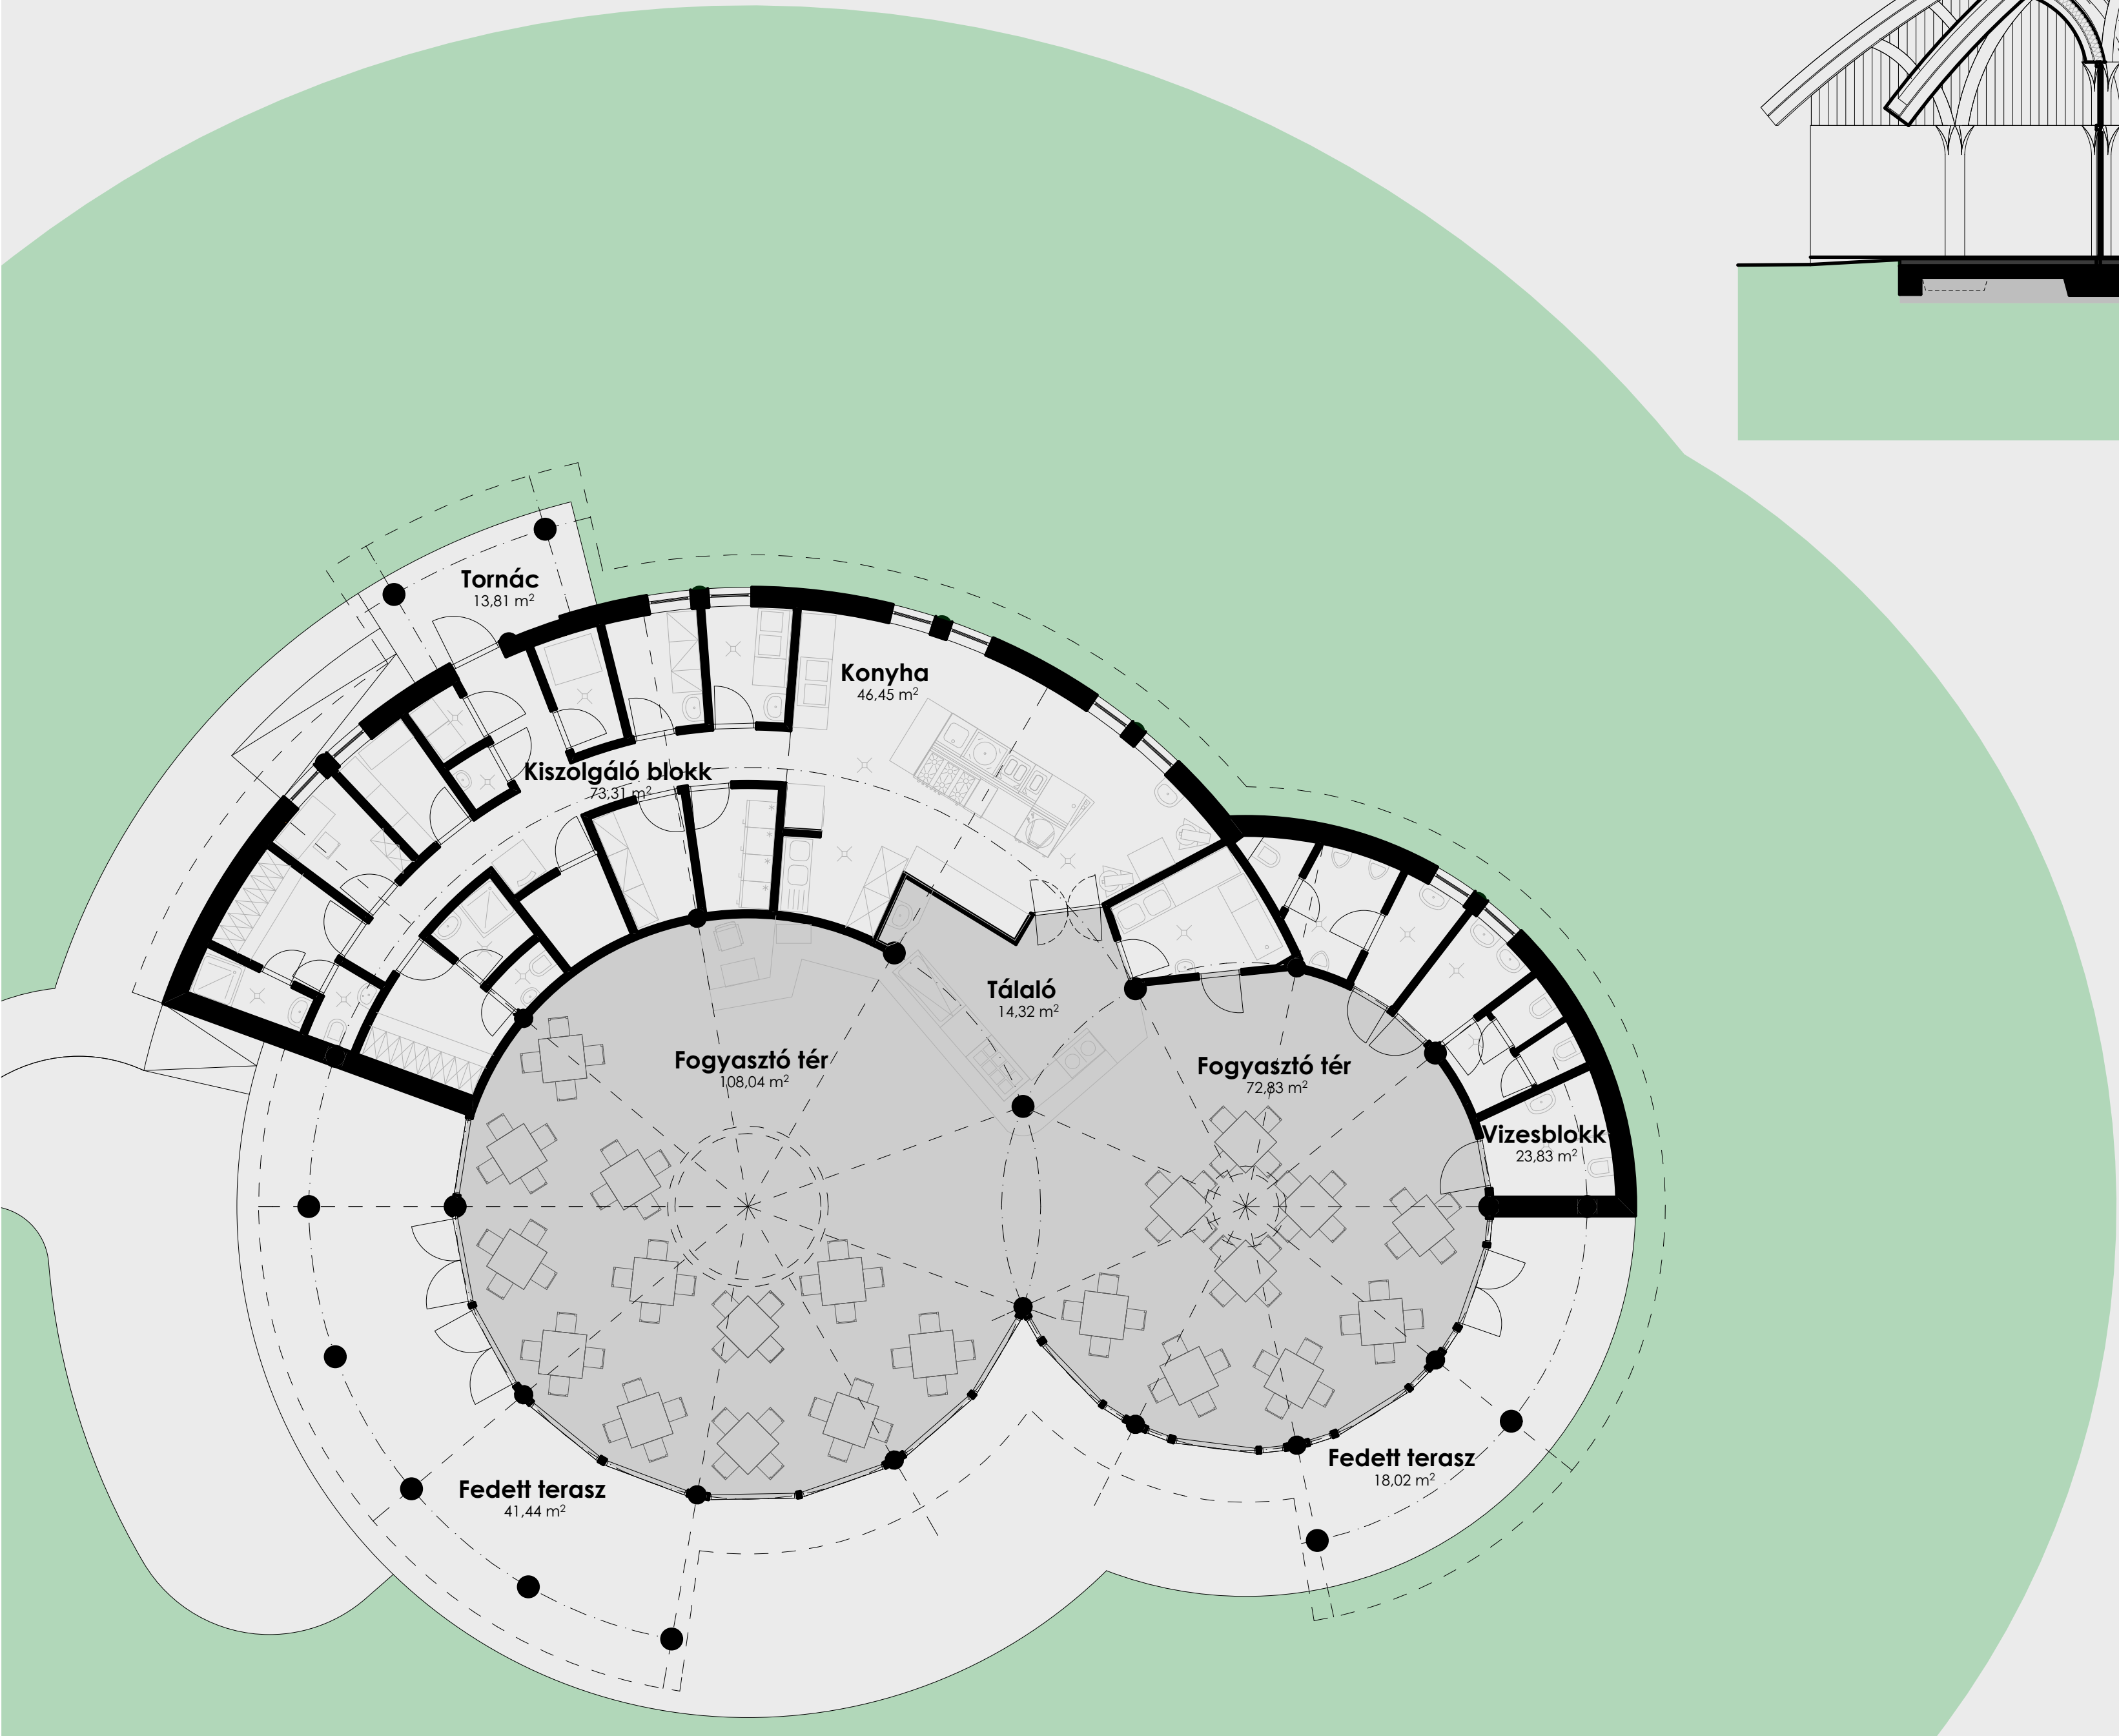 Tornác
13,81 m²
Konyha
46,45 m²
Kiszolgáló blokk
73,31 m²
Tálaló
14,32 m²
Fogyasztó tér
108,04 m²
Fogyasztó tér
72,83 m²
Vizesblokk
23,83 m²
Fedett terasz
18,02 m²
Fedett terasz
41,44 m²